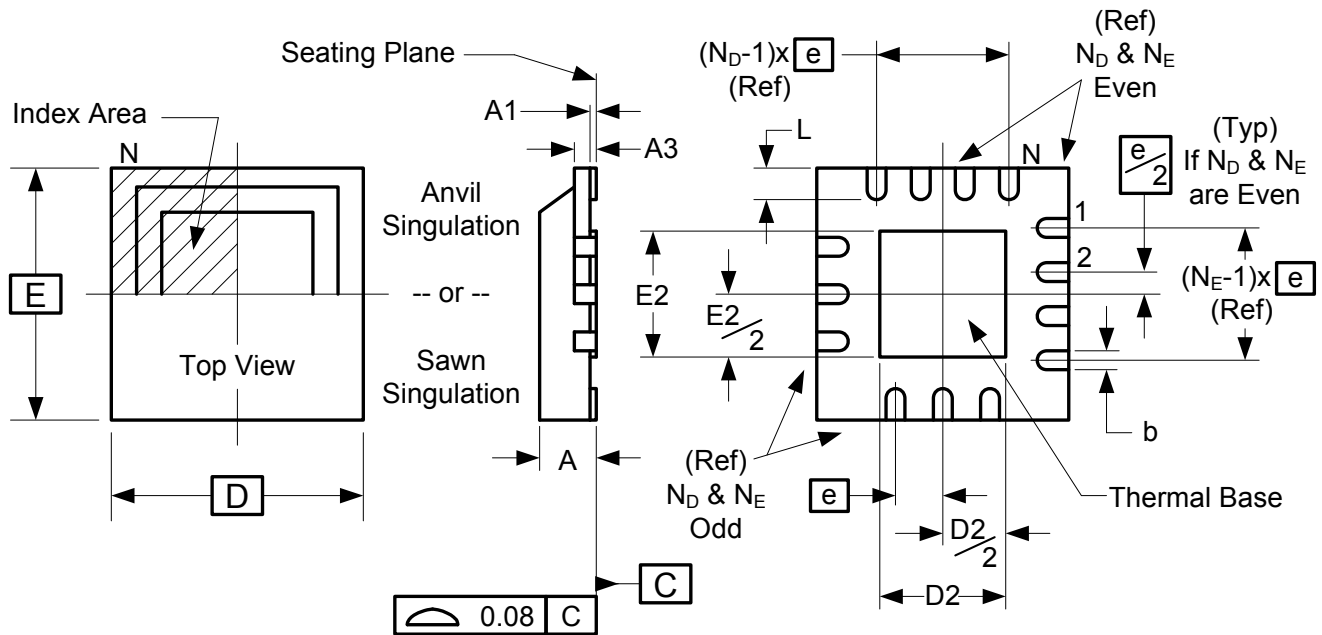 Seating Plane
Index Area
N
A1
A3
Anvil
Singulation
-- or --
Sawn
Singulation
E
Top View
D
A
C
0.08 C
(N_D-1)x e
(Ref)
(Ref)
N_D & N_E
Even
L
N
e/2
(Typ)
If N_D & N_E
are Even
1
2
(N_E-1)x e
(Ref)
E2
E2/2
b
(Ref)
N_D & N_E
Odd
e
Thermal Base
D2/2
D2